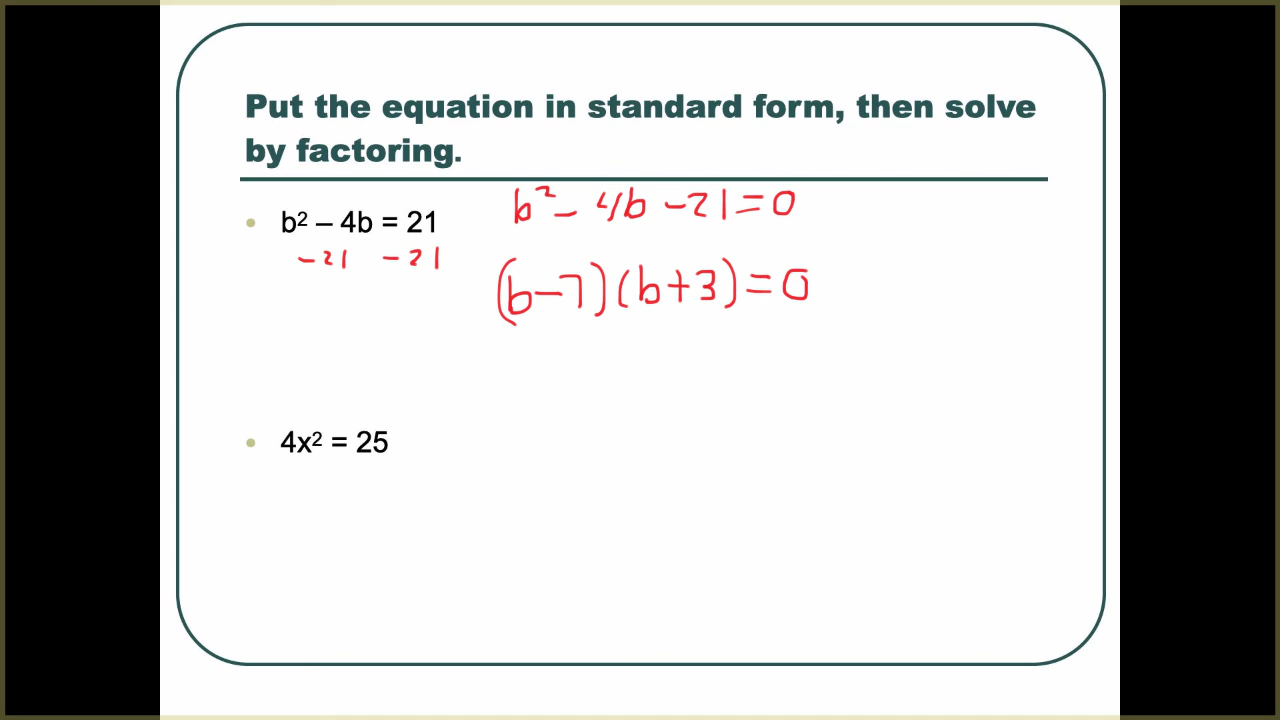 Put the equation in standard form, then solve
by factoring.
• b² – 4b = 21
b² - 4b - 21 = 0
- 21 - 21
(b - 7)(b + 3) = 0
• 4x² = 25